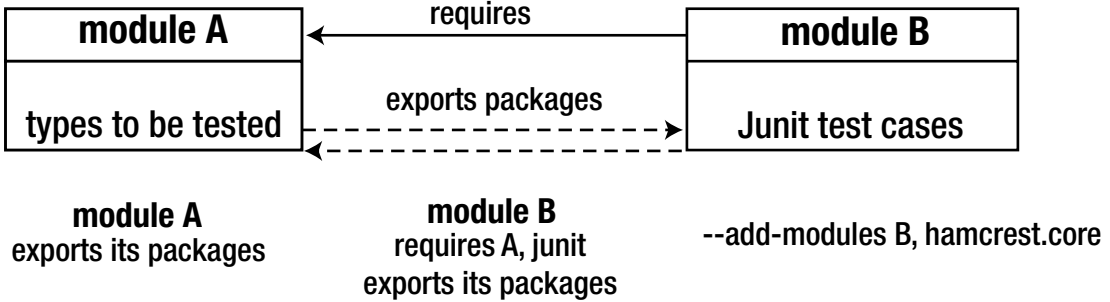 requires
module A
module B
exports packages
types to be tested
Junit test cases
module A
exports its packages
module B
requires A, junit
exports its packages
--add-modules B, hamcrest.core